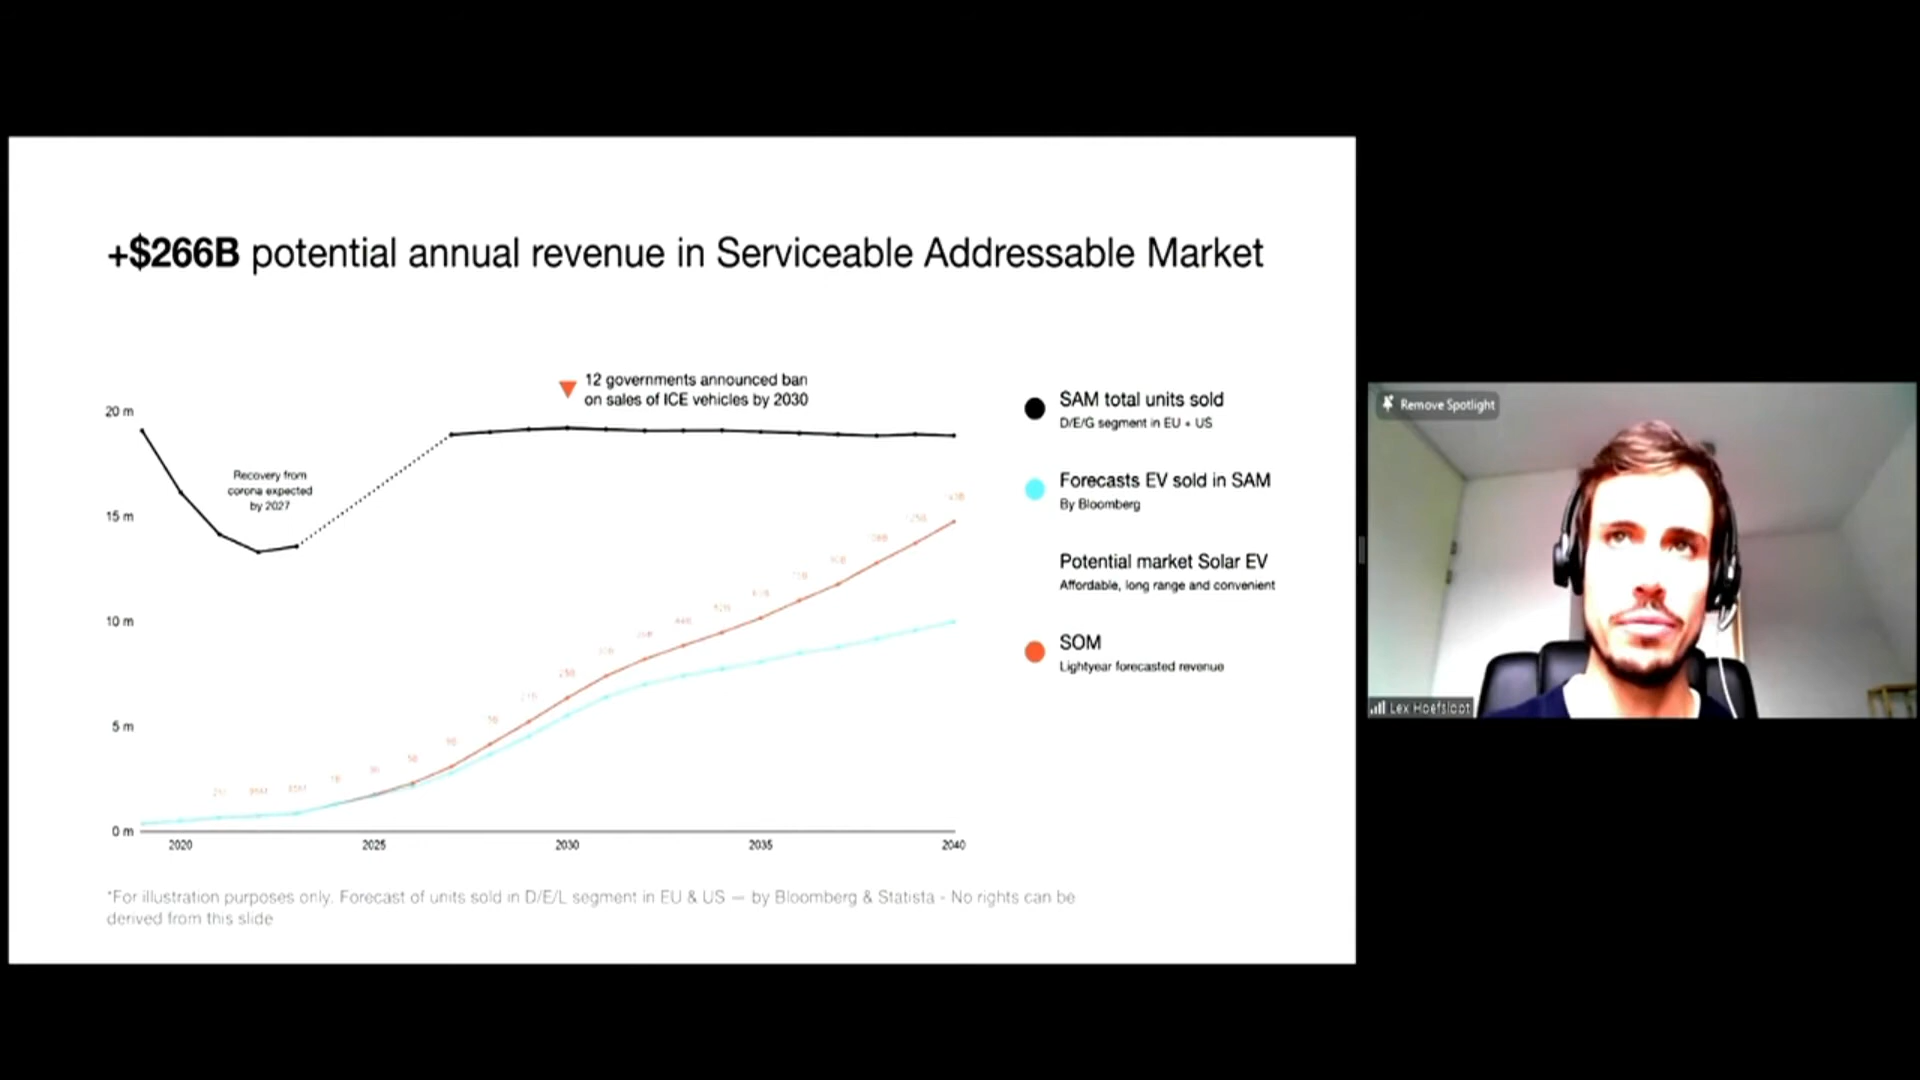 +$266B potential annual revenue in Serviceable Addressable Market
12 governments announced ban
on sales of ICE vehicles by 2030
20 m
15 m
10 m
5 m
0 m
Recovery from
corona expected
by 2027
2020
2025
2030
2035
2040
SAM total units sold
D/E/G segment in EU + US
Forecasts EV sold in SAM
By Bloomberg
Potential market Solar EV
Affordable, long range and convenient
SOM
Lightyear forecasted revenue
*For illustration purposes only. Forecast of units sold in D/E/L segment in EU & US — by Bloomberg & Statista - No rights can be
derived from this slide
Remove Spotlight
Lex Hoefsloot